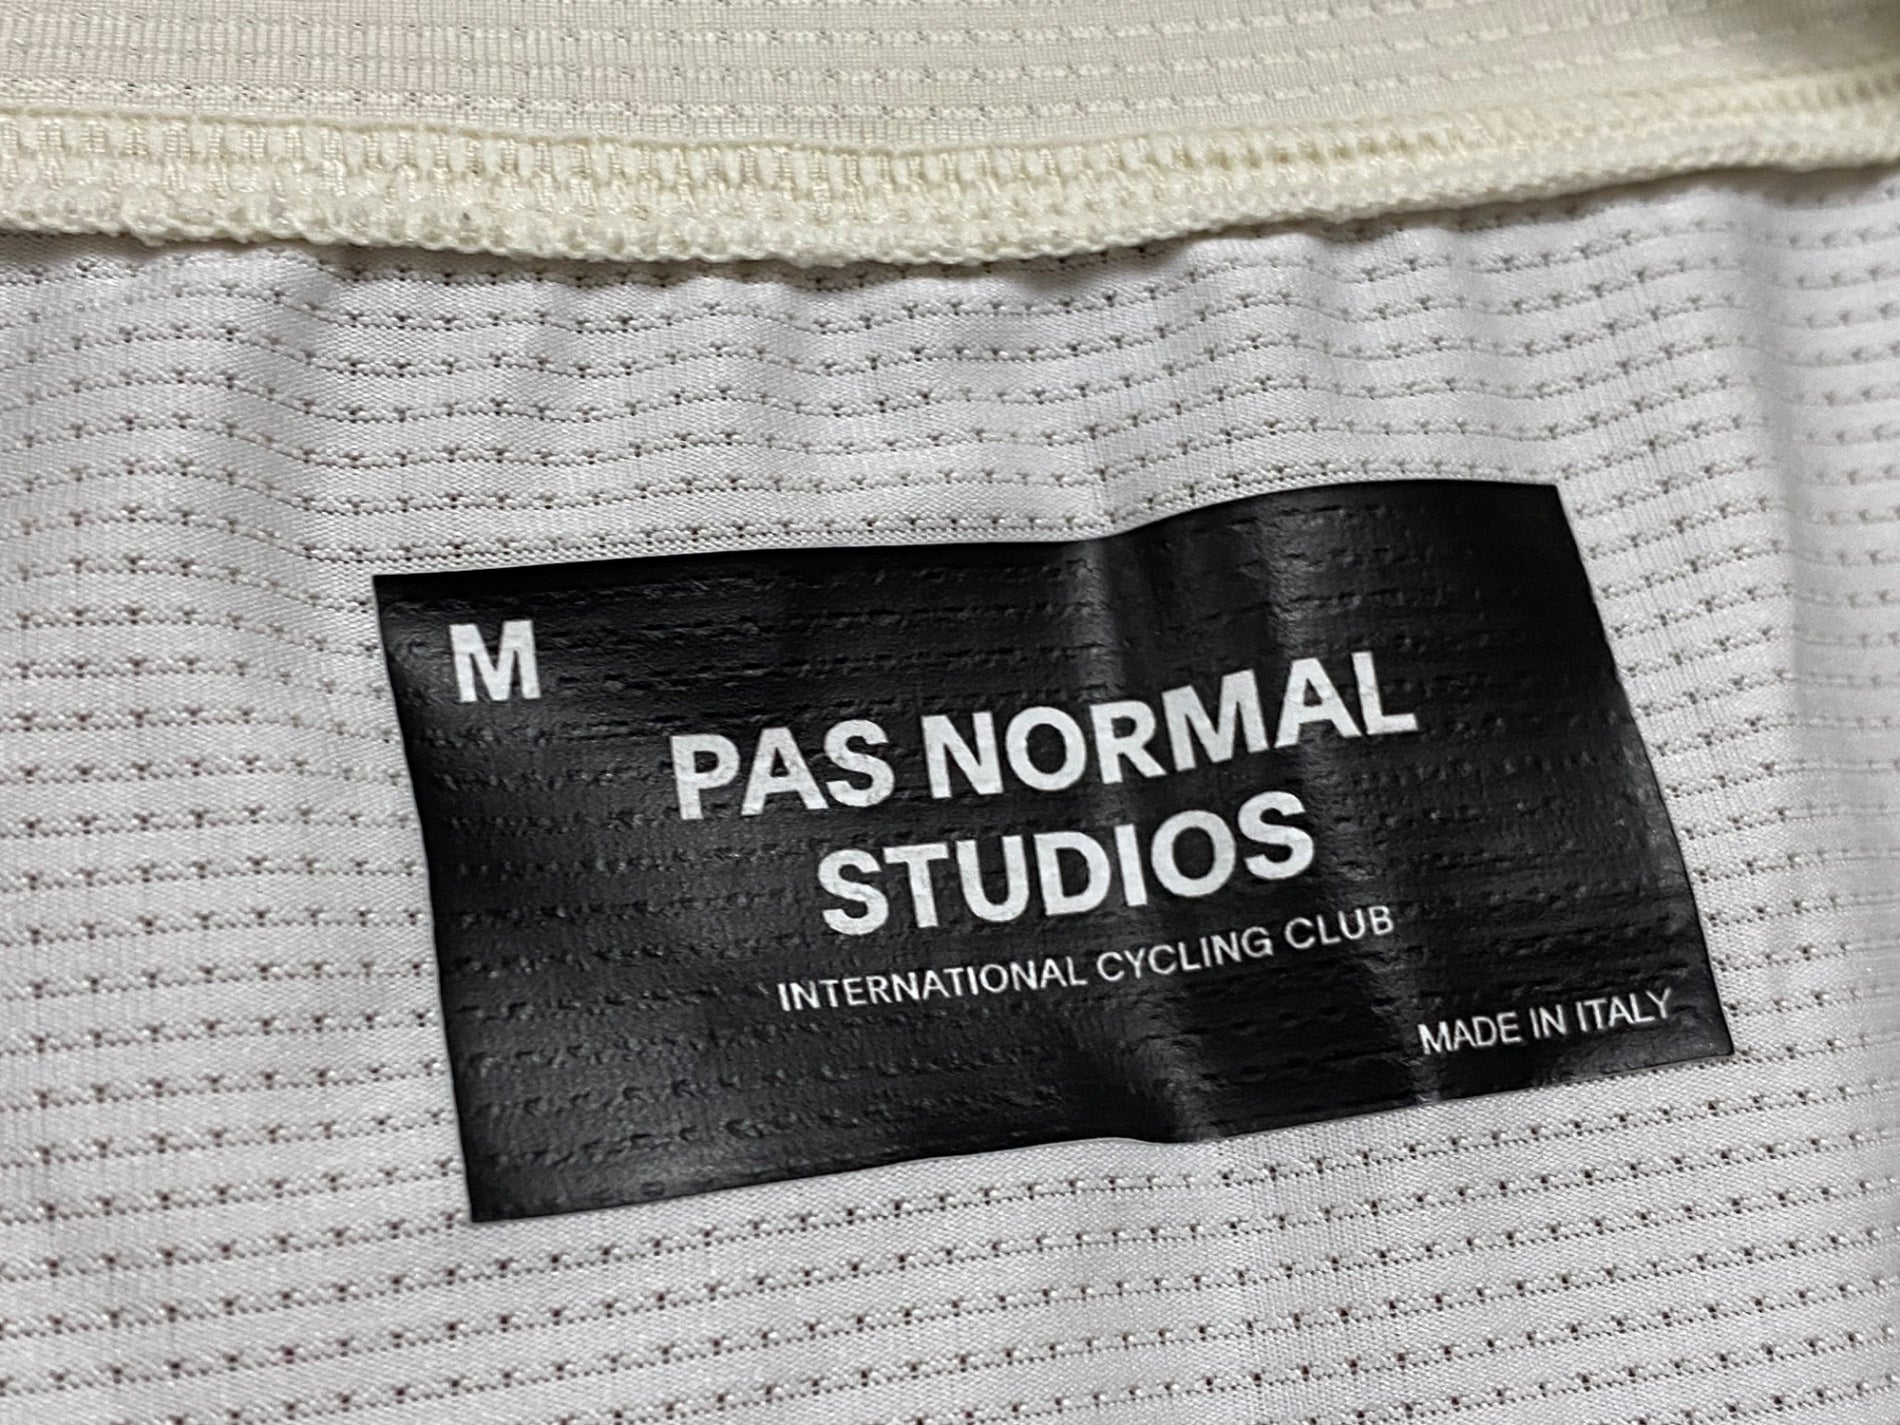 M
PAS NORMAL
STUDIOS
INTERNATIONAL CYCLING CLUB
MADE IN ITALY